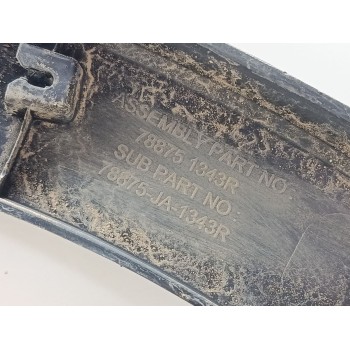 ASSEMBLY PART NO :
78875 1343R
SUB PART NO :
78875-JA-1343R